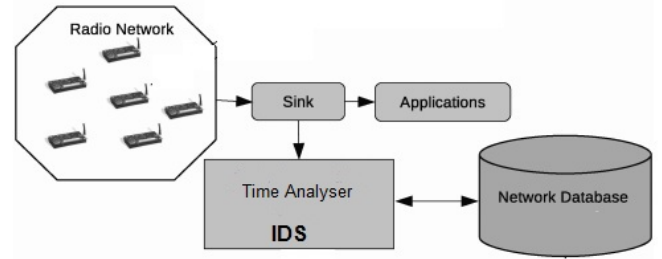 Radio Network
Sink
Applications
Time Analyser
IDS
Network Database